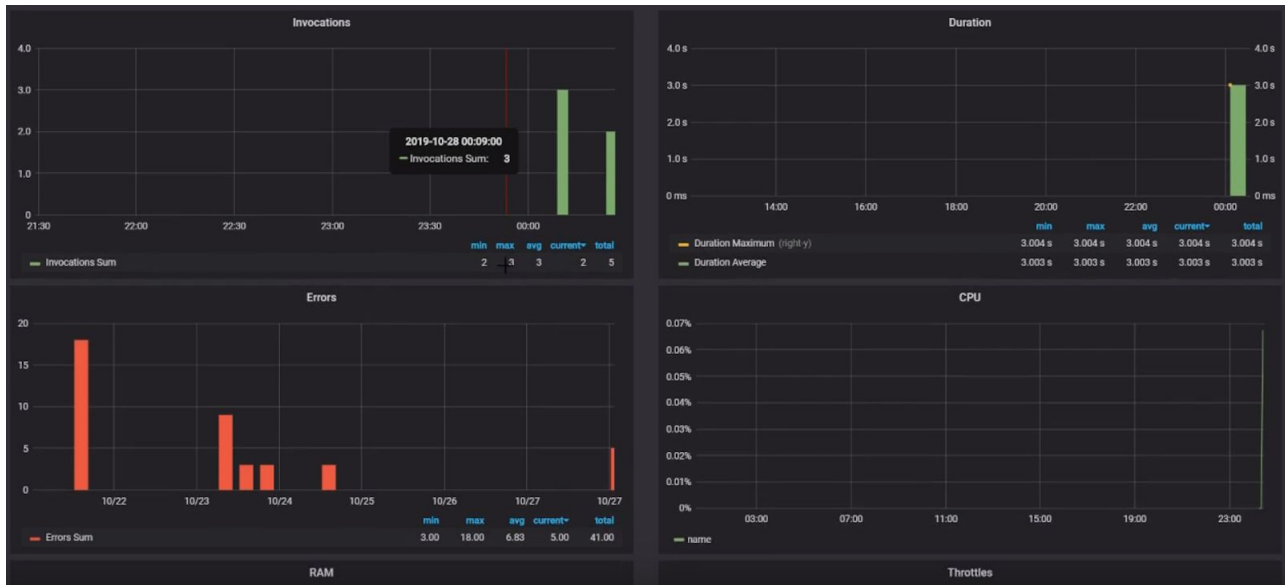 Invocations
4.0
3.0
2.0
1.0
0
21:30 22:00 22:30 23:00 23:30 00:00
2019-10-28 00:09:00
Invocations Sum: 3
min max avg current total
Invocations Sum 2 3 3 2 5
Duration
4.0 s 4.0 s
3.0 s 3.0 s
2.0 s 2.0 s
1.0 s 1.0 s
0 ms 0 ms
14:00 16:00 18:00 20:00 22:00 00:00
min max avg current total
Duration Maximum (right-y) 3.004 s 3.004 s 3.004 s 3.004 s 3.004 s
Duration Average 3.003 s 3.003 s 3.003 s 3.003 s 3.003 s
Errors
20
15
10
5
0
10/22 10/23 10/24 10/25 10/26 10/27 10/27
min max avg current total
Errors Sum 3.00 18.00 6.83 5.00 41.00
CPU
0.07%
0.06%
0.05%
0.04%
0.03%
0.02%
0.01%
0%
03:00 07:00 11:00 15:00 19:00 23:00
name
RAM
Throttles